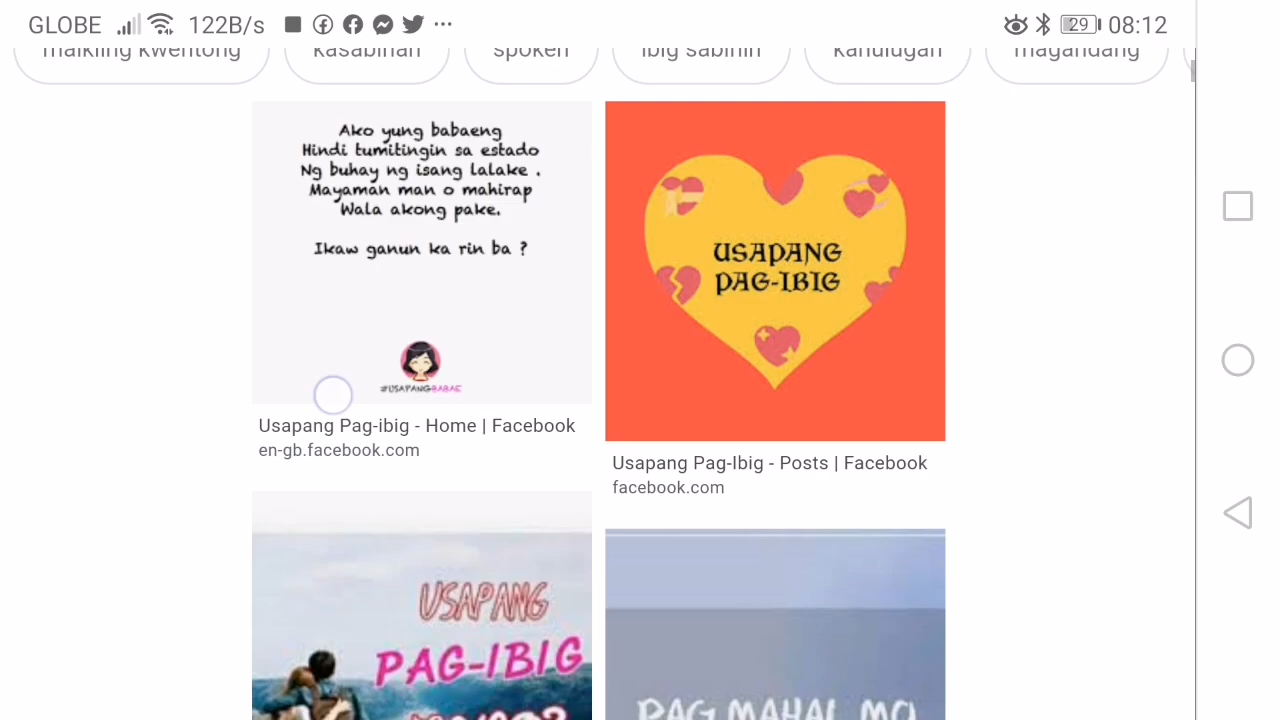 GLOBE 122B/s ... 29 08:12
maikling kwentong kasabihan spoken ibig sabihin kahulugan magandang
Ako yung babaeng
Hindi tumitingin sa estado
Ng buhay ng isang lalake .
Mayaman man o mahirap
Wala akong pake.
Ikaw ganun ka rin ba ?
#USAPANGBABAE
Usapang Pag-ibig - Home | Facebook
en-gb.facebook.com
USAPANG
PAG-IBIG
Usapang Pag-Ibig - Posts | Facebook
facebook.com
USAPANG
PAG-IBIG
PAG MAHAL MO